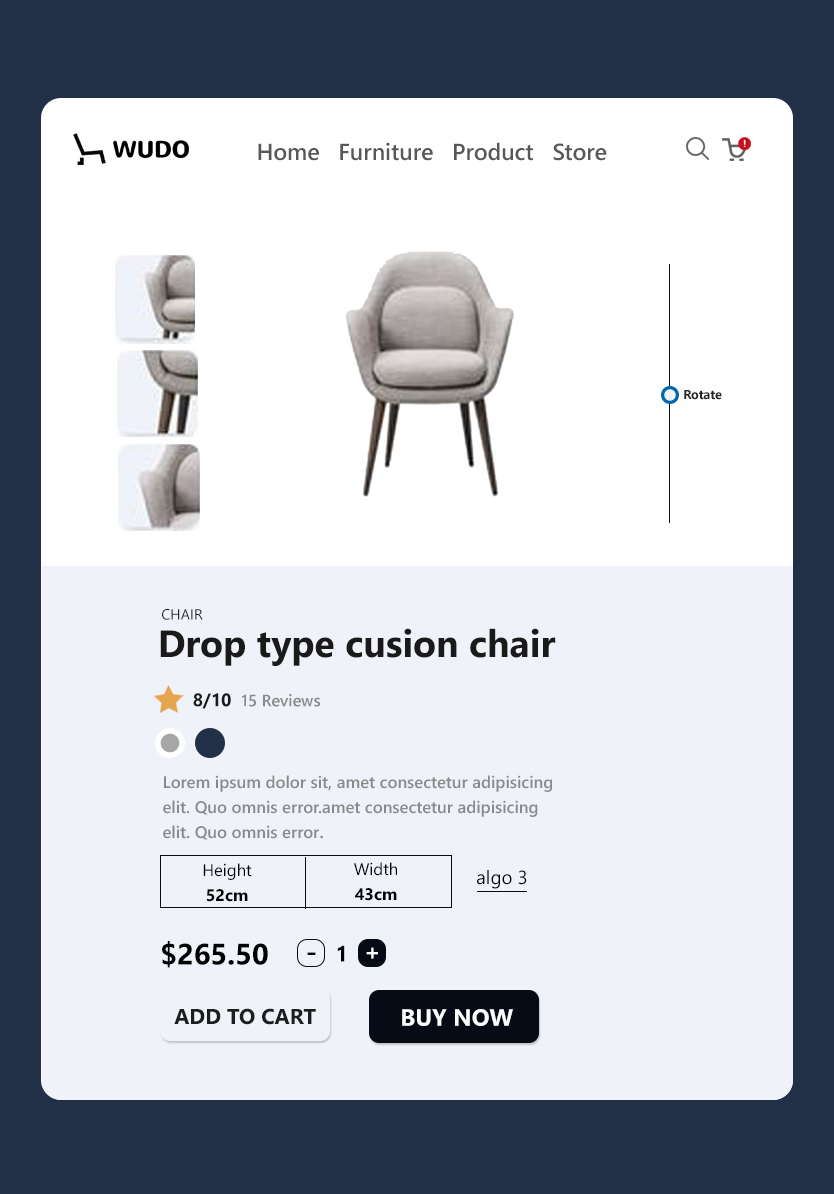 WUDO
Home Furniture Product Store
!
Rotate
CHAIR
Drop type cusion chair
8/10 15 Reviews
Lorem ipsum dolor sit, amet consectetur adipisicing
elit. Quo omnis error.amet consectetur adipisicing
elit. Quo omnis error.
Height Width
52cm 43cm
algo 3
$265.50 - 1 +
ADD TO CART BUY NOW